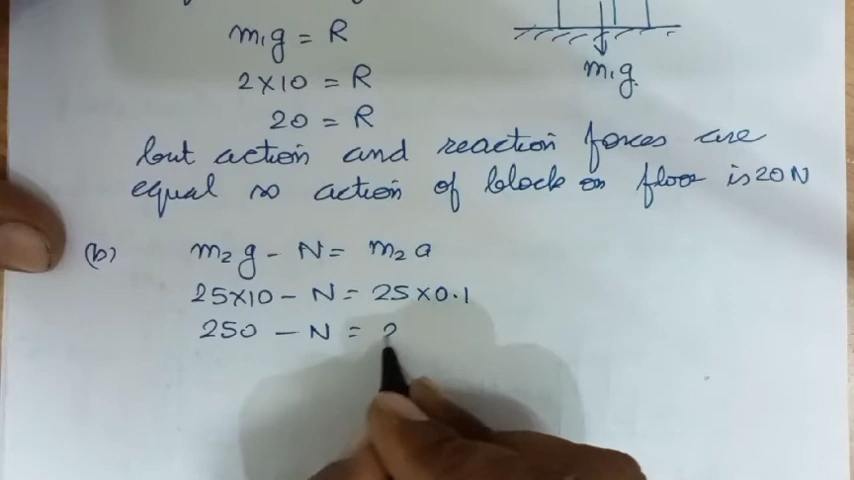 m₁g = R
m₁g.
2×10 = R
20 = R
but action and reaction forces are
equal so action of block on floor is 20 N
(b) m₂g - N = m₂a
25×10 - N = 25×0.1
250 - N = 2